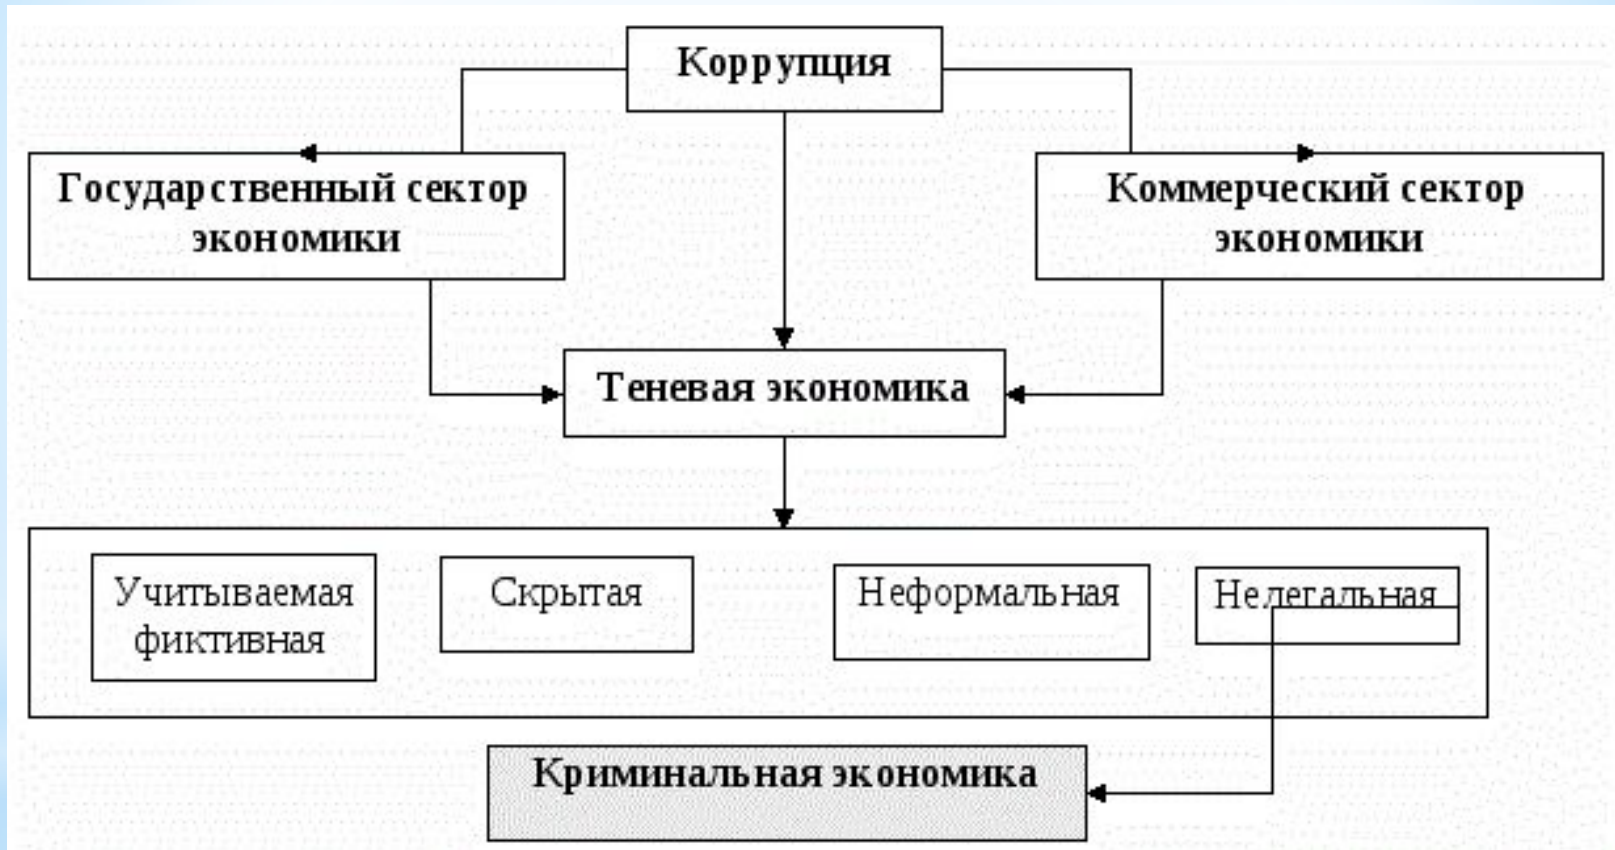 Коррупция
Государственный сектор
экономики
Коммерческий сектор
экономики
Теневая экономика
Учитываемая
фиктивная
Скрытая
Неформальная
Нелегальная
Криминальная экономика